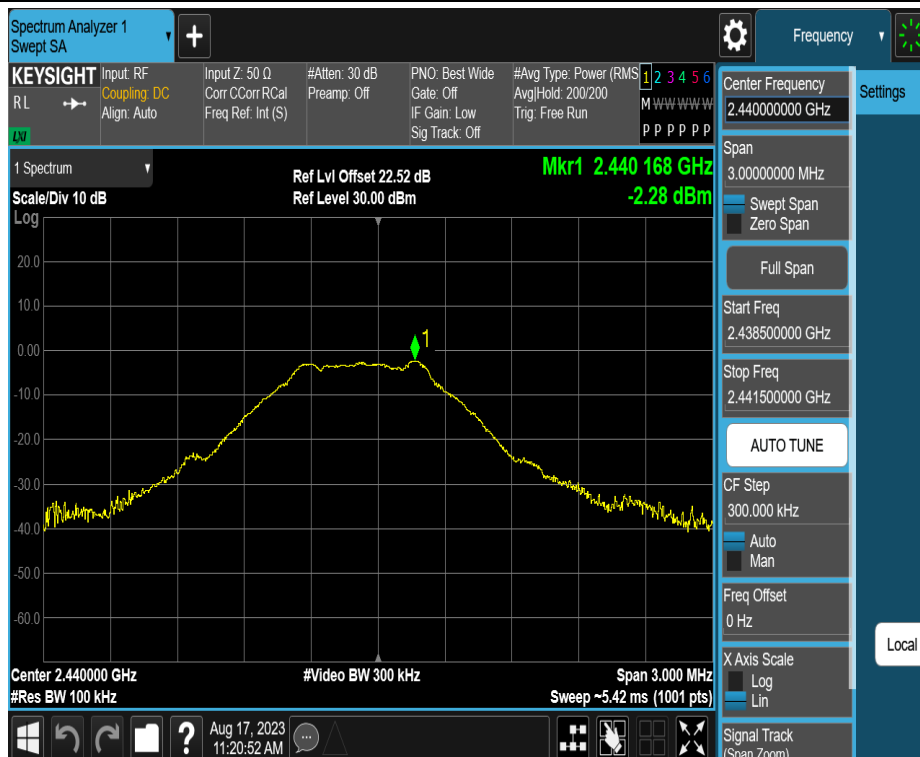 Spectrum Analyzer 1
Swept SA
+
Frequency
KEYSIGHT
R L
LXI
Input: RF
Coupling: DC
Align: Auto
Input Z: 50 Ω
Corr CCorr RCal
Freq Ref: Int (S)
#Atten: 30 dB
Preamp: Off
PNO: Best Wide
Gate: Off
IF Gain: Low
Sig Track: Off
#Avg Type: Power (RMS
Avg|Hold: 200/200
Trig: Free Run
1 2 3 4 5 6
M W W W W W
P P P P P P
1 Spectrum
Scale/Div 10 dB
Log
Ref Lvl Offset 22.52 dB
Ref Level 30.00 dBm
Mkr1 2.440 168 GHz
-2.28 dBm
20.0
10.0
0.00
-10.0
-20.0
-30.0
-40.0
-50.0
-60.0
1
Center 2.440000 GHz
#Res BW 100 kHz
#Video BW 300 kHz
Span 3.000 MHz
Sweep ~5.42 ms (1001 pts)
?
Aug 17, 2023
11:20:52 AM
Center Frequency
2.440000000 GHz
Span
3.00000000 MHz
Swept Span
Zero Span
Full Span
Start Freq
2.438500000 GHz
Stop Freq
2.441500000 GHz
AUTO TUNE
CF Step
300.000 kHz
Auto
Man
Freq Offset
0 Hz
X Axis Scale
Log
Lin
Signal Track
(Span Zoom)
Settings
Local